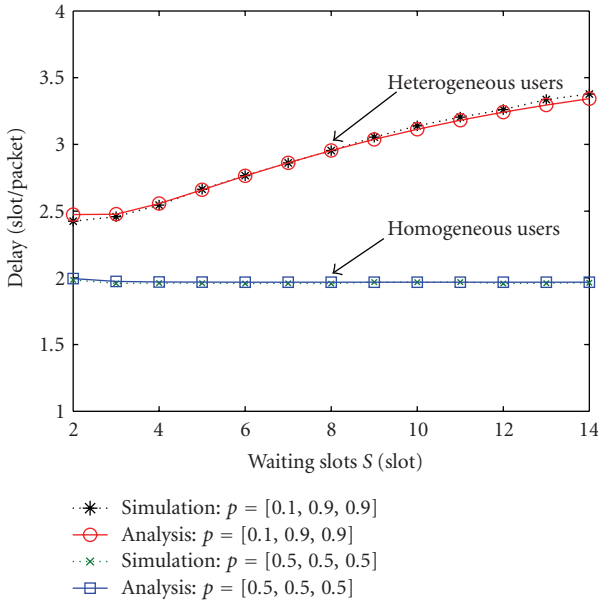 4
3.5
3
2.5
2
1.5
1
Delay (slot/packet)
Heterogeneous users
Homogeneous users
2 4 6 8 10 12 14
Waiting slots S (slot)
Simulation: p = [0.1, 0.9, 0.9]
Analysis: p = [0.1, 0.9, 0.9]
Simulation: p = [0.5, 0.5, 0.5]
Analysis: p = [0.5, 0.5, 0.5]